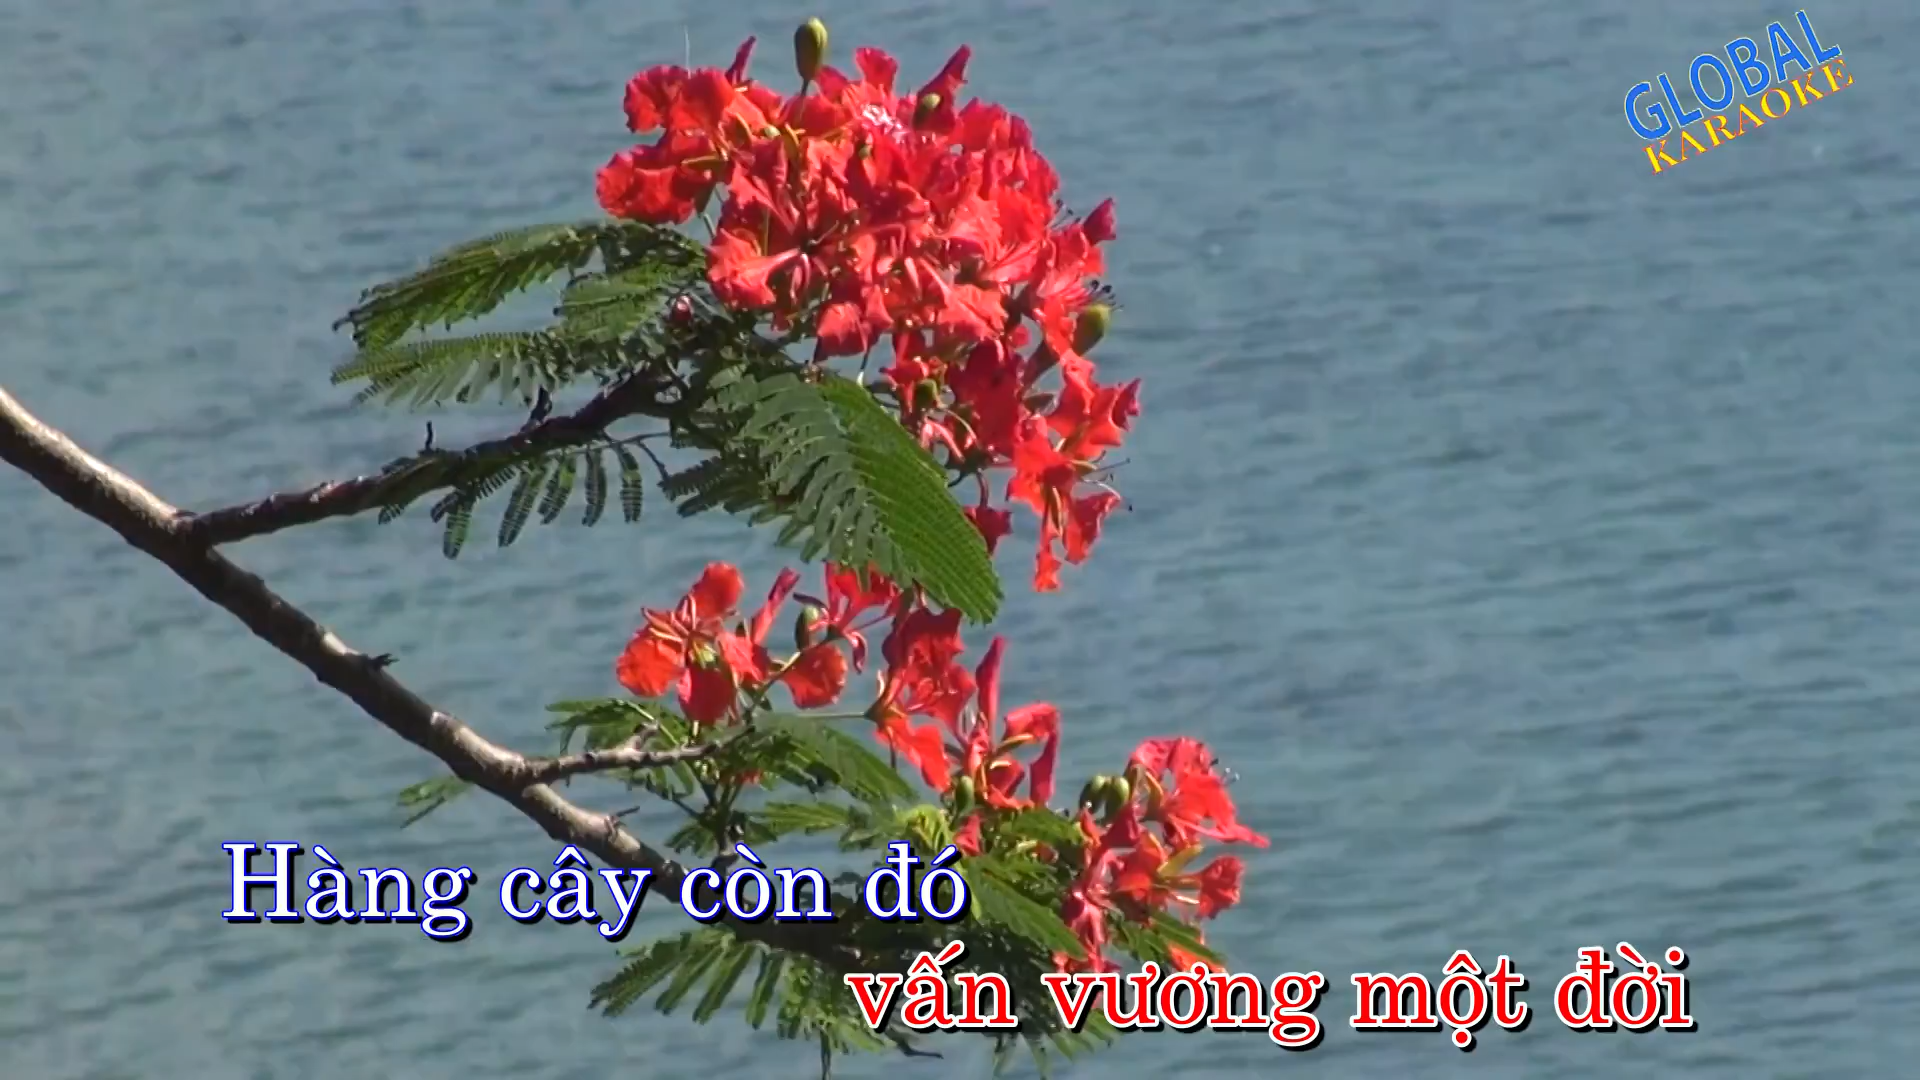 GLOBAL
KARAOKE
Hàng cây còn đó
vấn vương một đời